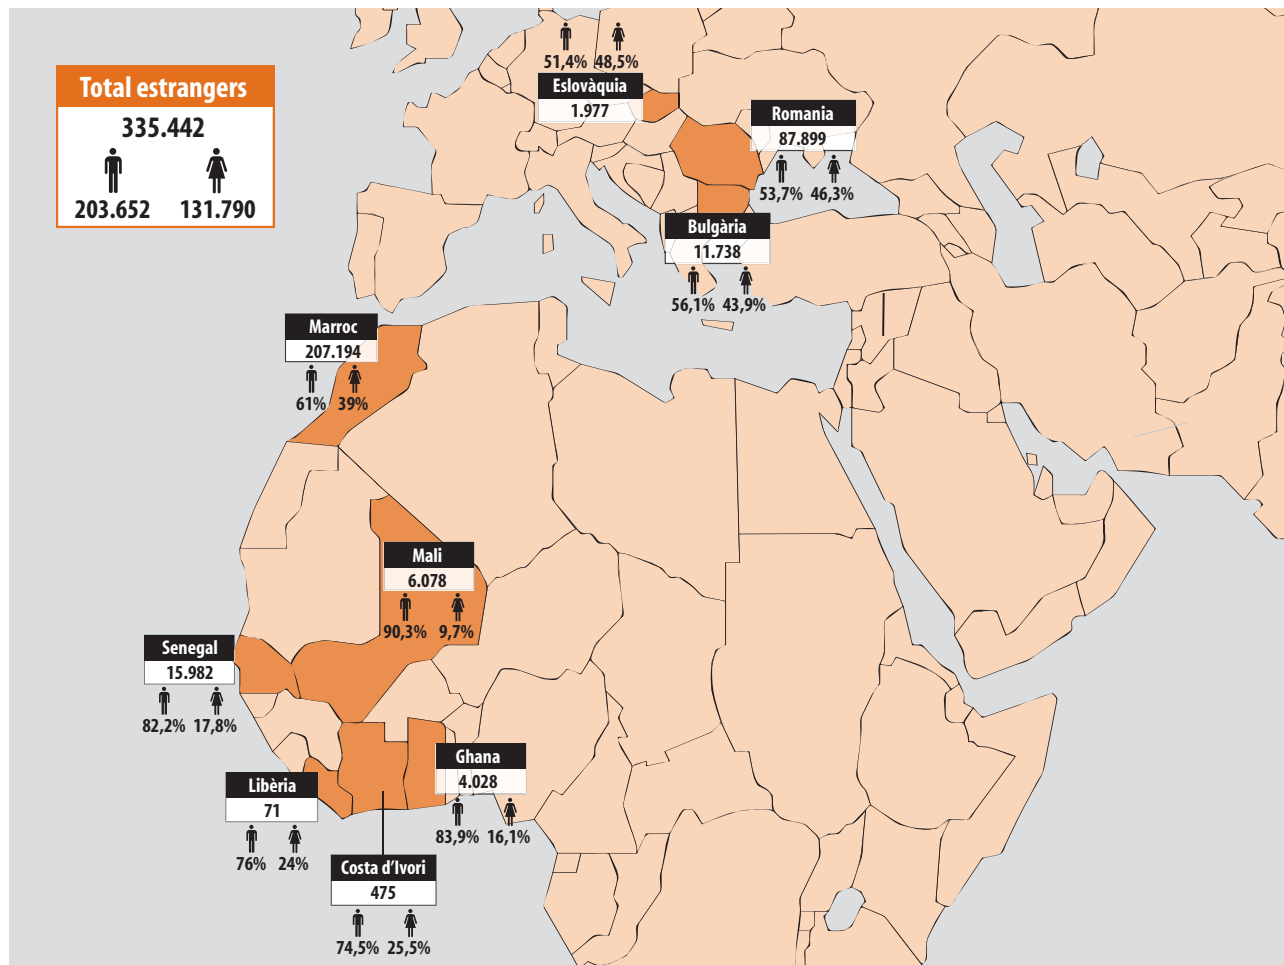 Total estrangers
335.442
203.652 131.790
51,4% 48,5%
Eslovàquia
1.977
Romania
87.899
53,7% 46,3%
Bulgària
11.738
56,1% 43,9%
Marroc
207.194
61% 39%
Mali
6.078
90,3% 9,7%
Senegal
15.982
82,2% 17,8%
Ghana
4.028
83,9% 16,1%
Libèria
71
76% 24%
Costa d'Ivori
475
74,5% 25,5%